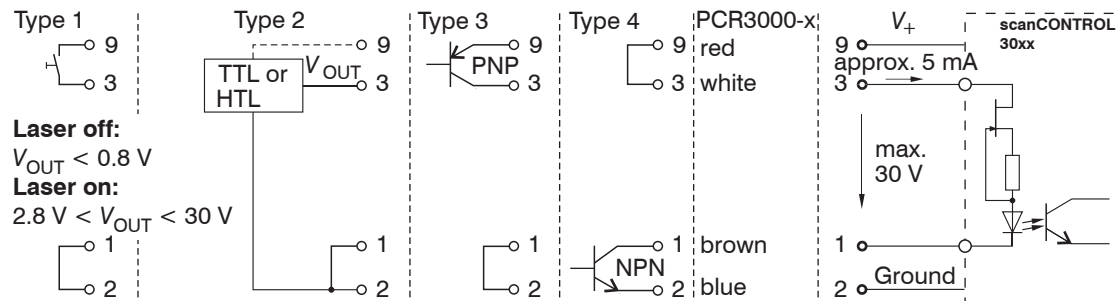 Type 1
Type 2
Type 3
Type 4
PCR3000-x
V+
scanCONTROL
30xx
9
3
TTL or
HTL
VOUT
9
3
PNP
9
3
9
3
red
white
9
approx. 5 mA
3
Laser off:
VOUT < 0.8 V
Laser on:
2.8 V < VOUT < 30 V
max.
30 V
1
2
1
2
1
2
NPN
1
2
brown
blue
1
2
Ground